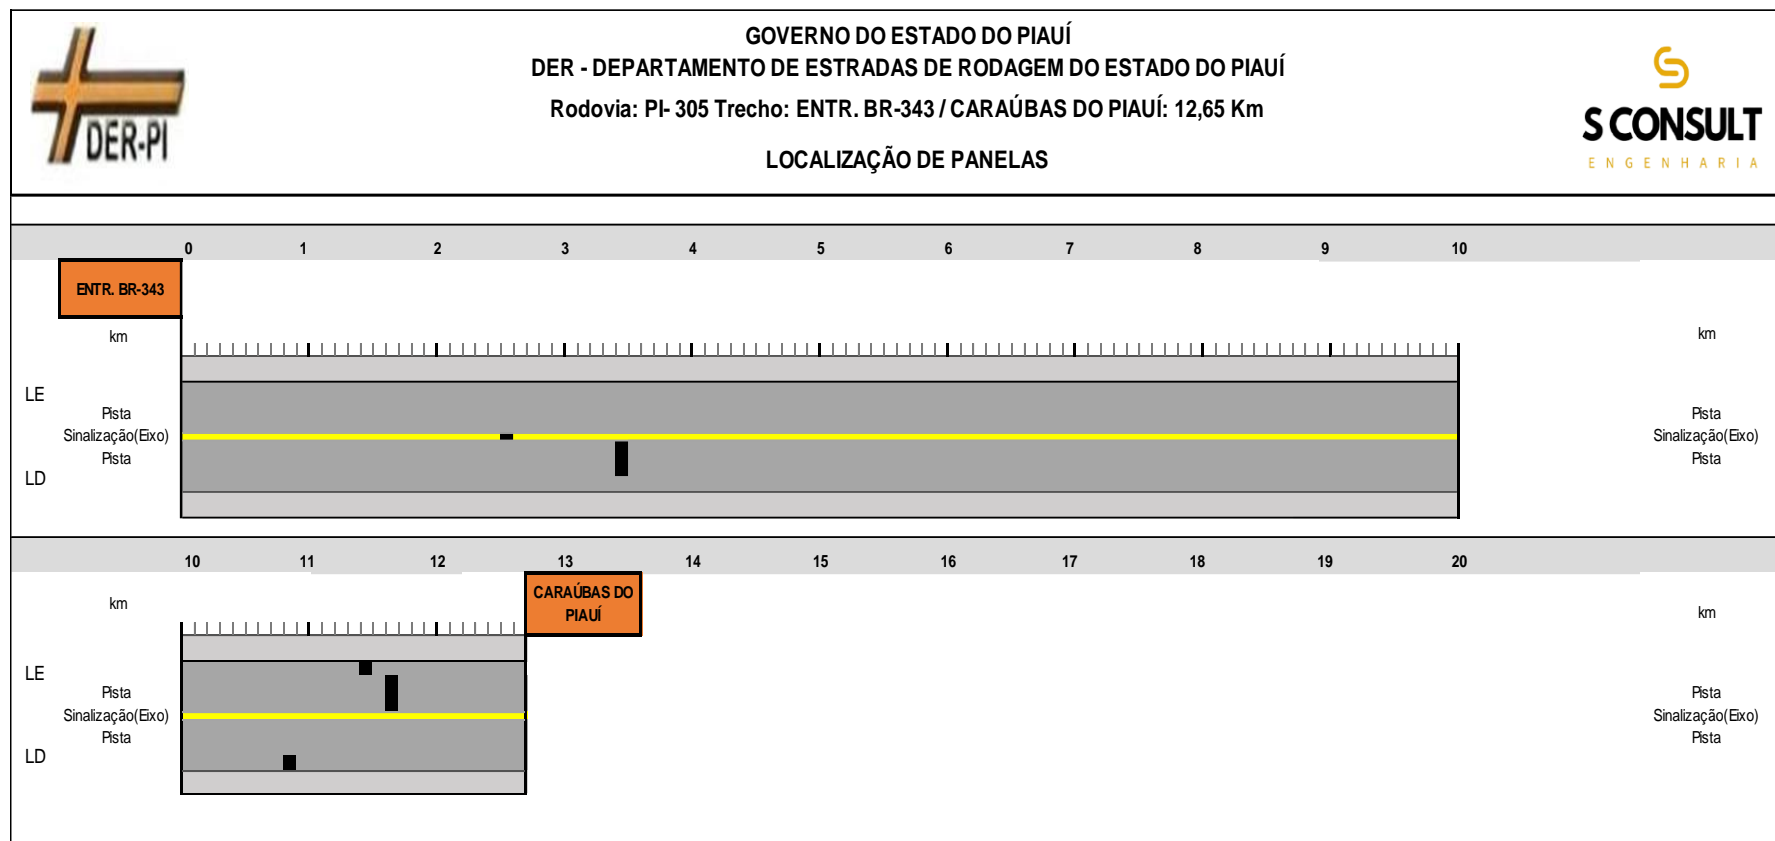 GOVERNO DO ESTADO DO PIAUÍ
DER - DEPARTAMENTO DE ESTRADAS DE RODAGEM DO ESTADO DO PIAUÍ
Rodovia: PI- 305 Trecho: ENTR. BR-343 / CARAÚBAS DO PIAUÍ: 12,65 Km
LOCALIZAÇÃO DE PANELAS
DER-PI
S CONSULT
ENGENHARIA
0 1 2 3 4 5 6 7 8 9 10
ENTR. BR-343
km km
LE
Pista Pista
Sinalização(Eixo) Sinalização(Eixo)
Pista Pista
LD
10 11 12 13 14 15 16 17 18 19 20
CARAÚBAS DO
PIAUÍ
km km
LE
Pista Pista
Sinalização(Eixo) Sinalização(Eixo)
Pista Pista
LD